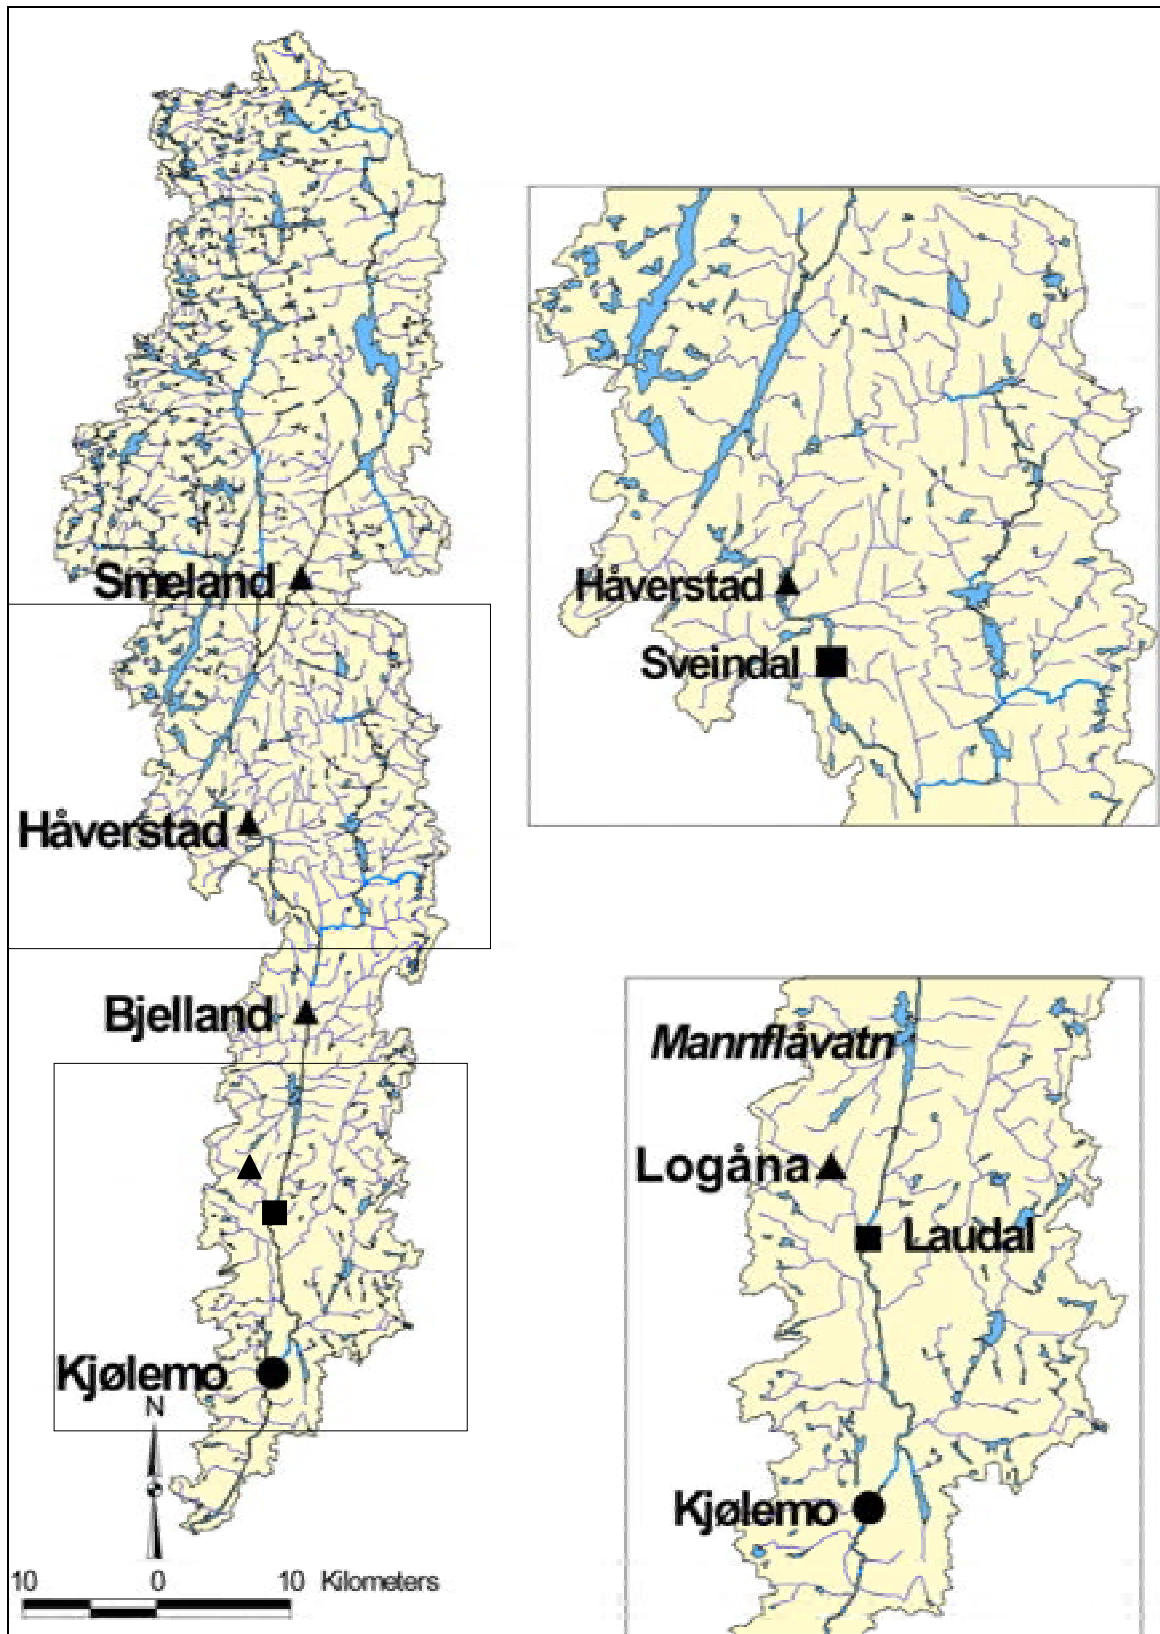 Smeland
Håverstad
Bjelland
Kjølemo
N
10 0 10 Kilometers
Håverstad
Sveindal
Mannflåvatn
Logåna
Laudal
Kjølemo